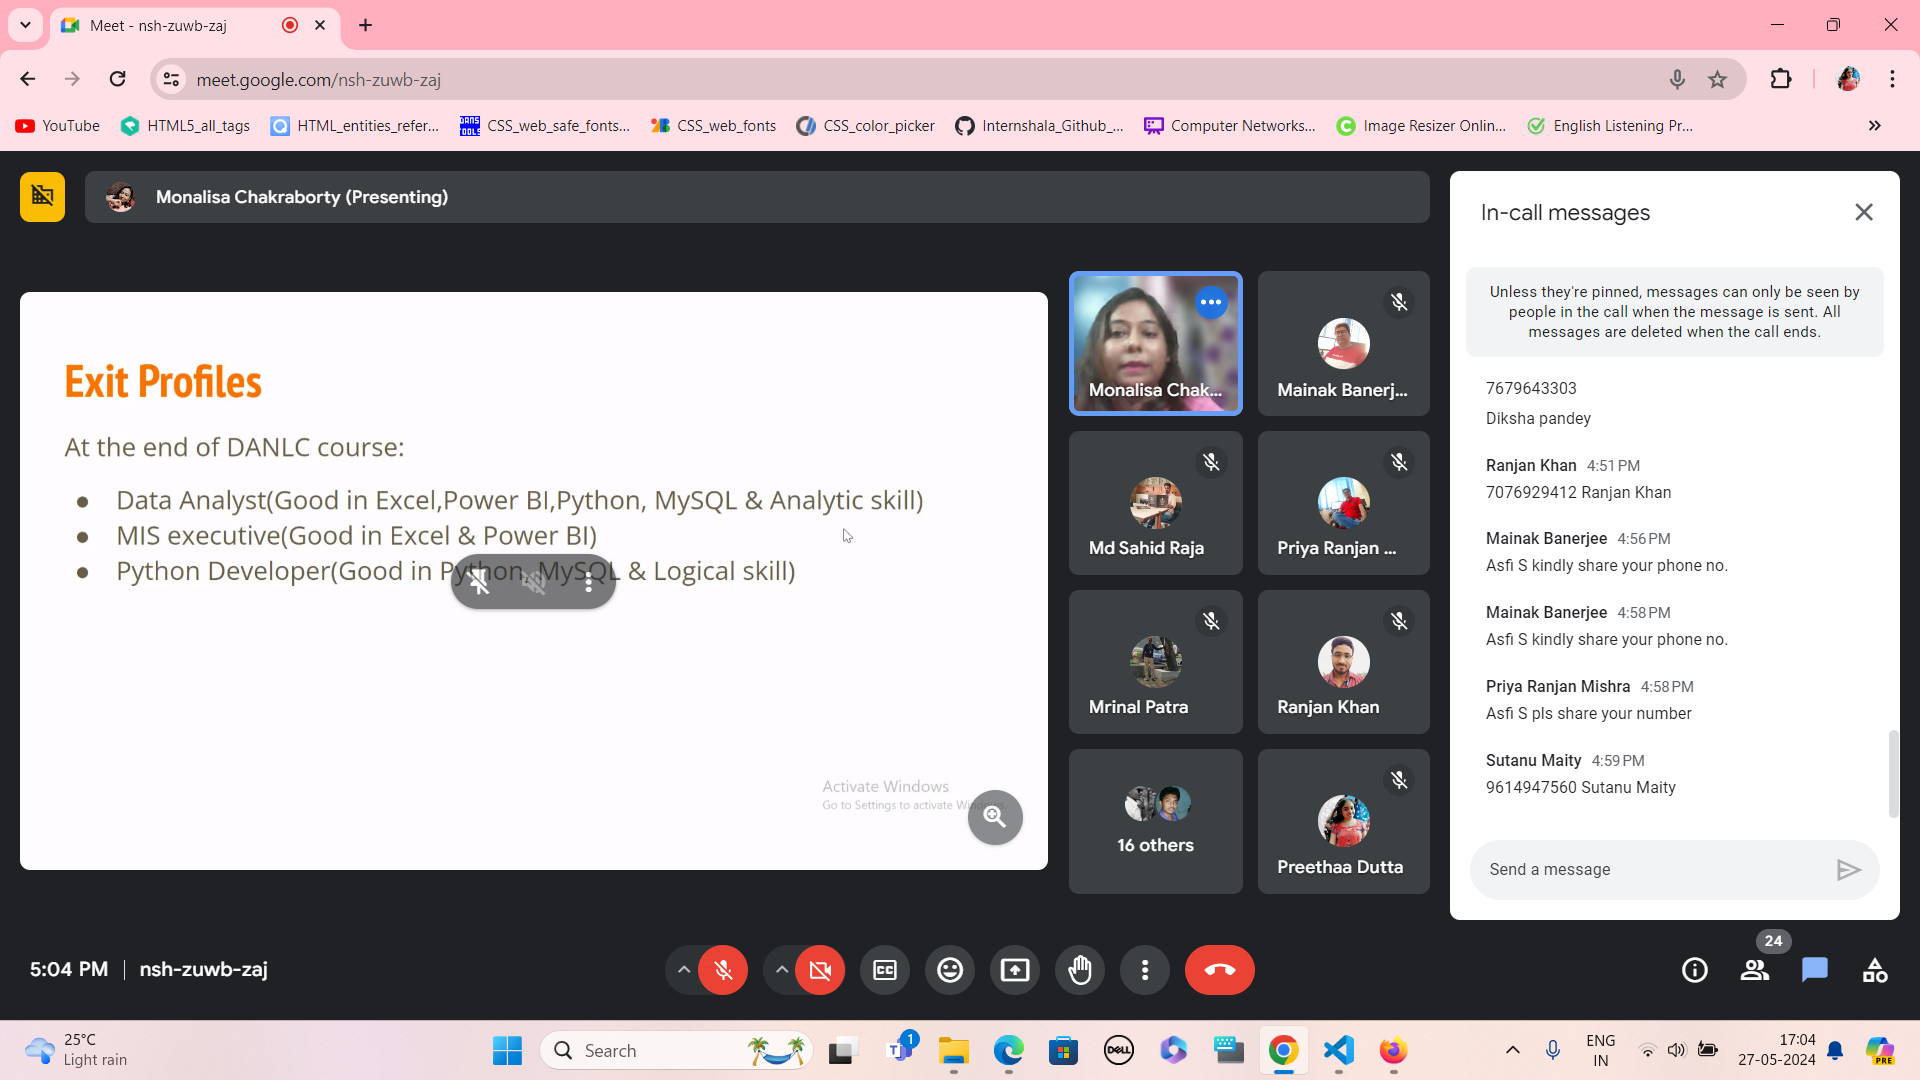 Meet - nsh-zuwb-zaj
meet.google.com/nsh-zuwb-zaj
YouTube
HTML5_all_tags
HTML_entities_refer...
CSS_web_safe_fonts...
CSS_web_fonts
CSS_color_picker
Internshala_Github_...
Computer Networks...
Image Resizer Onlin...
English Listening Pr...
Monalisa Chakraborty (Presenting)
Exit Profiles
At the end of DANLC course:
● Data Analyst(Good in Excel,Power BI,Python, MySQL & Analytic skill)
● MIS executive(Good in Excel & Power BI)
● Python Developer(Good in Python, MySQL & Logical skill)
Activate Windows
Go to Settings to activate Windows.
Monalisa Chak...
Mainak Banerj...
Md Sahid Raja
Priya Ranjan ...
Mrinal Patra
Ranjan Khan
16 others
Preethaa Dutta
In-call messages
Unless they're pinned, messages can only be seen by
people in the call when the message is sent. All
messages are deleted when the call ends.
7679643303
Diksha pandey
Ranjan Khan 4:51 PM
7076929412 Ranjan Khan
Mainak Banerjee 4:56 PM
Asfi S kindly share your phone no.
Mainak Banerjee 4:58 PM
Asfi S kindly share your phone no.
Priya Ranjan Mishra 4:58 PM
Asfi S pls share your number
Sutanu Maity 4:59 PM
9614947560 Sutanu Maity
Send a message
5:04 PM | nsh-zuwb-zaj
CC
24
25°C
Light rain
Search
1
DELL
ENG
IN
17:04
27-05-2024
PRE